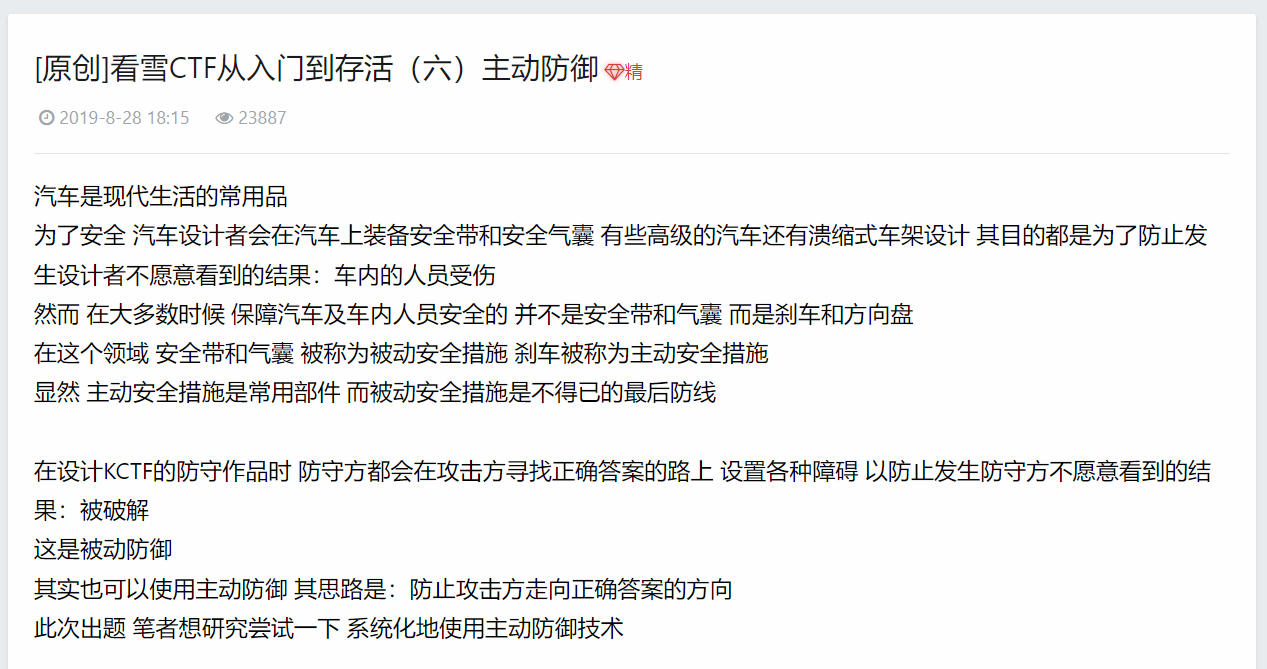 [原创]看雪CTF从入门到存活（六）主动防御 精
2019-8-28 18:15 23887
汽车是现代生活的常用品
为了安全 汽车设计者会在汽车上装备安全带和安全气囊 有些高级的汽车还有溃缩式车架设计 其目的都是为了防止发
生设计者不愿意看到的结果：车内的人员受伤
然而 在大多数时候 保障汽车及车内人员安全的 并不是安全带和气囊 而是刹车和方向盘
在这个领域 安全带和气囊 被称为被动安全措施 刹车被称为主动安全措施
显然 主动安全措施是常用部件 而被动安全措施是不得已的最后防线
在设计KCTF的防守作品时 防守方都会在攻击方寻找正确答案的路上 设置各种障碍 以防止发生防守方不愿意看到的结
果：被破解
这是被动防御
其实也可以使用主动防御 其思路是：防止攻击方走向正确答案的方向
此次出题 笔者想研究尝试一下 系统化地使用主动防御技术